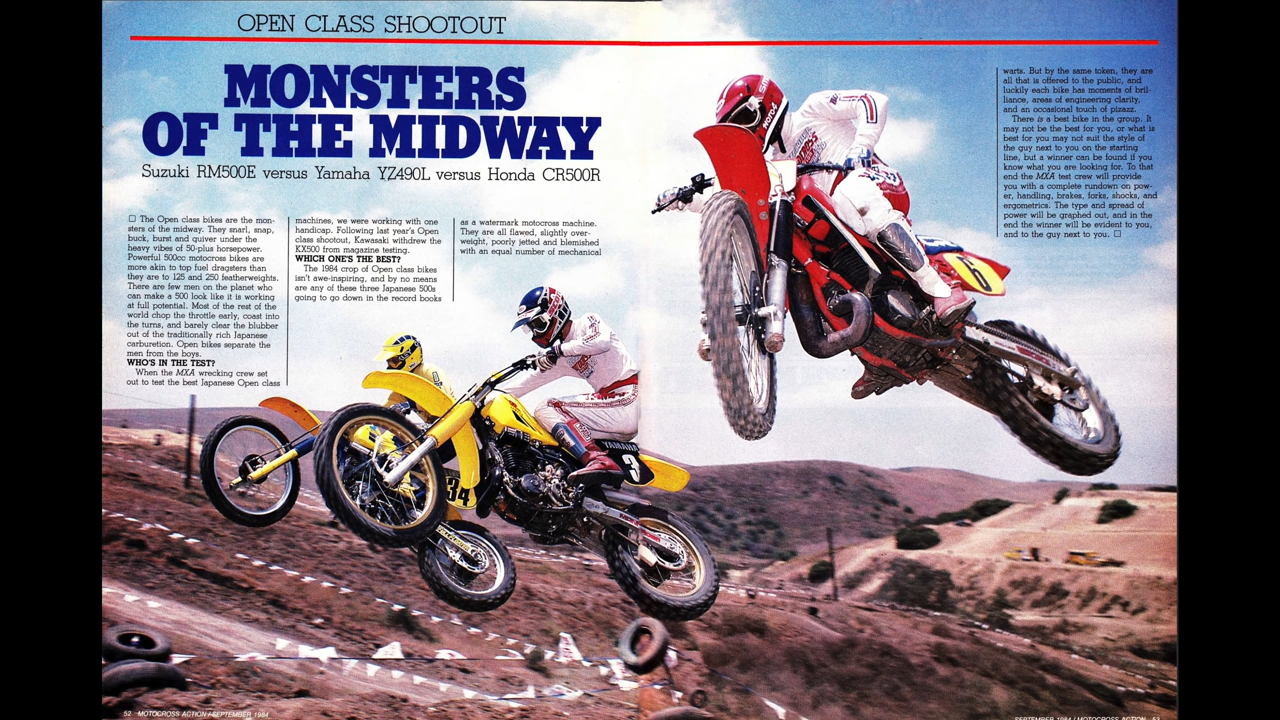 OPEN CLASS SHOOTOUT
MONSTERS
OF THE MIDWAY
Suzuki RM500E versus Yamaha YZ490L versus Honda CR500R
□ The Open class bikes are the mon-
sters of the midway. They snarl, snap,
buck, burst and quiver under the
heavy vibes of 50-plus horsepower.
Powerful 500cc motocross bikes are
more akin to top fuel dragsters than
they are to 125 and 250 featherweights.
There are few men on the planet who
can make a 500 look like it is working
at full potential. Most of the rest of the
world chop the throttle early, coast into
the turns, and barely clear the blubber
out of the traditionally rich Japanese
carburetion. Open bikes separate the
men from the boys.
WHO'S IN THE TEST?
When the MXA wrecking crew set
out to test the best Japanese Open class
machines, we were working with one
handicap. Following last year's Open
class shootout, Kawasaki withdrew the
KX500 from magazine testing.
WHICH ONE'S THE BEST?
The 1984 crop of Open class bikes
isn't awe-inspiring, and by no means
are any of these three Japanese 500s
going to go down in the record books
as a watermark motocross machine.
They are all flawed, slightly over-
weight, poorly jetted and blemished
with an equal number of mechanical
warts. But by the same token, they are
all that is offered to the public, and
luckily each bike has moments of bril-
liance, areas of engineering clarity,
and an occasional touch of pizazz.
There is a best bike in the group. It
may not be the best for you, or what is
best for you may not suit the style of
the guy next to you on the starting
line, but a winner can be found if you
know what you are looking for. To that
end the MXA test crew will provide
you with a complete rundown on pow-
er, handling, brakes, forks, shocks, and
ergometrics. The type and spread of
power will be graphed out, and in the
end the winner will be evident to you,
and to the guy next to you. □
MOTO4
6
YAMAHA
3
34
52 MOTOCROSS ACTION / SEPTEMBER 1984
SEPTEMBER 1984 / MOTOCROSS ACTION 53